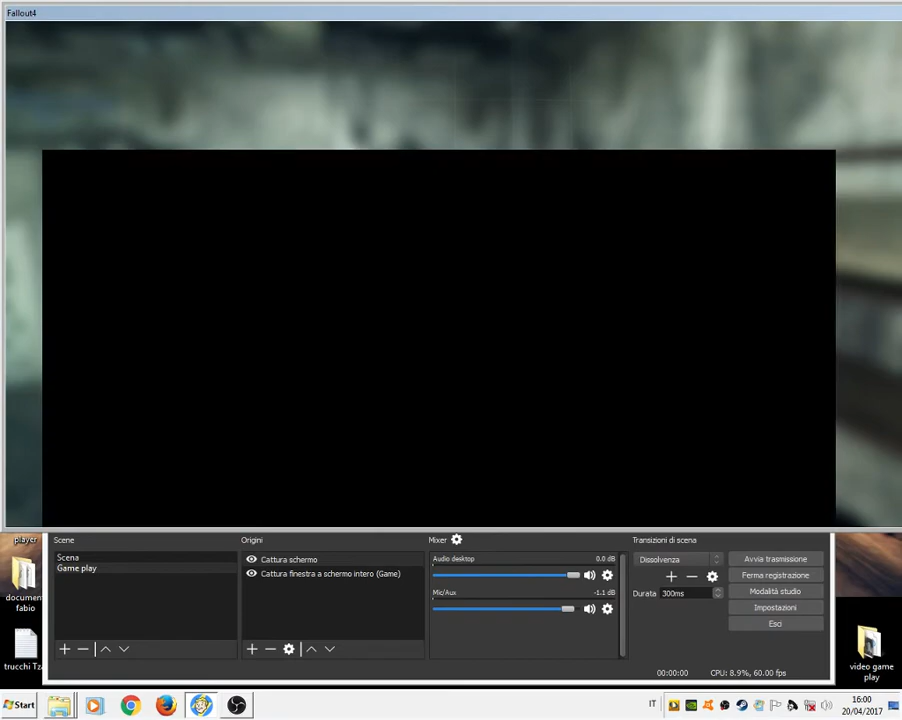 Fallout4
player
documen
fabio
trucchi Tz
Scene
Scena
Game play
Origini
Cattura schermo
Cattura finestra a schermo intero (Game)
Mixer
Audio desktop 0.0 dB
Mic/Aux -1.1 dB
Transizioni di scena
Dissolvenza
Durata 300ms
Avvia trasmissione
Ferma registrazione
Modalità studio
Impostazioni
Esci
00:00:00 CPU: 8.9%, 60.00 fps
video game
play
Start
IT
16:00
20/04/2017